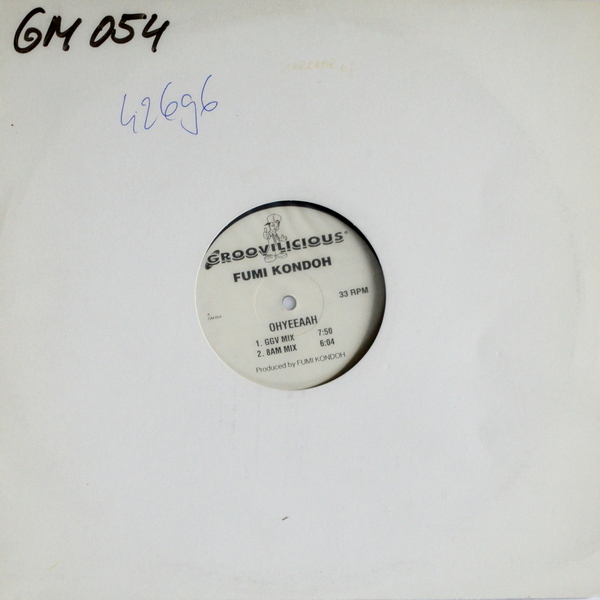 GM 054
42696
GROOVILICIOUS
FUMI KONDOH
33 RPM
OHYEEAAH
1. GGV MIX 7:50
2. 8AM MIX 6:04
Produced by FUMI KONDOH